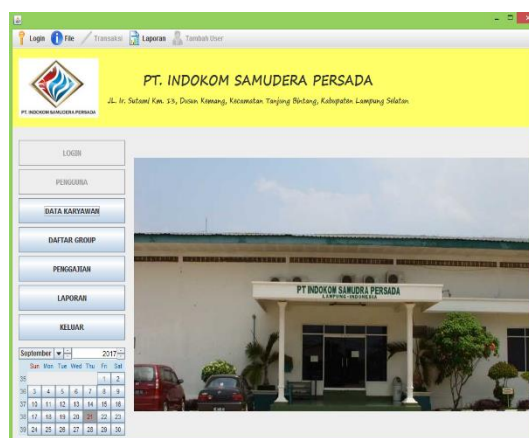 Login File Transaksi Laporan Tambah User
PT. INDOKOM SAMUDERA PERSADA
JL. Ir. Sutami Km. 13, Dusun Kemang, Kecamatan Tanjung Bintang, Kabupaten Lampung Selatan
PT. INDOKOM SAMUDERA PERSADA
LOGIN
PENGGUNA
DATA KARYAWAN
DAFTAR GROUP
PENGGAJIAN
LAPORAN
KELUAR
PT INDOKOM SAMUDRA PERSADA
LAMPUNG - INDONESIA
September 2017
Sun Mon Tue Wed Thu Fri Sat
35 1 2
36 3 4 5 6 7 8 9
37 10 11 12 13 14 15 16
38 17 18 19 20 21 22 23
39 24 25 26 27 28 29 30